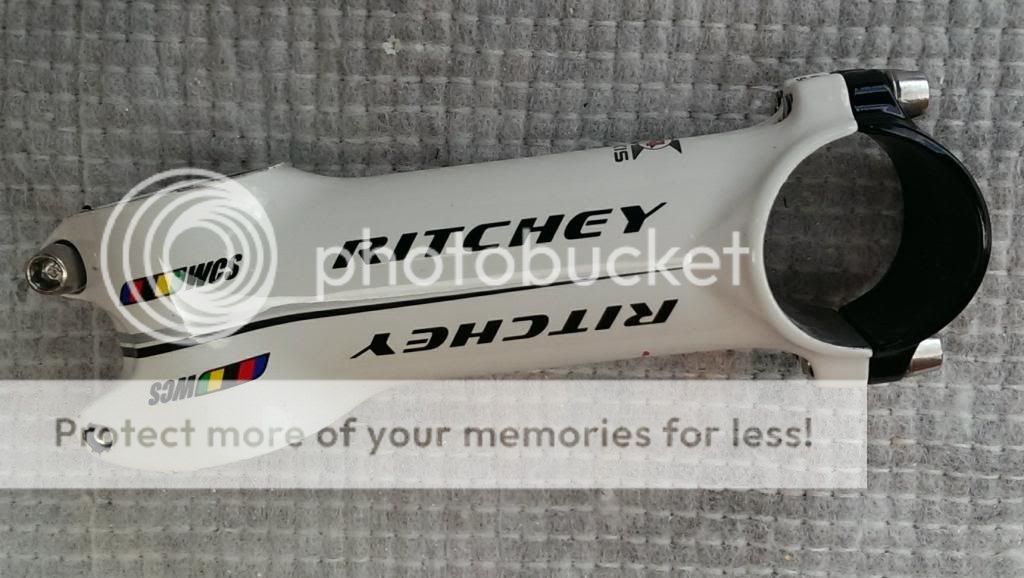 RITCHEY
WCS
photobucket
RITCHEY
WCS
Protect more of your memories for less!